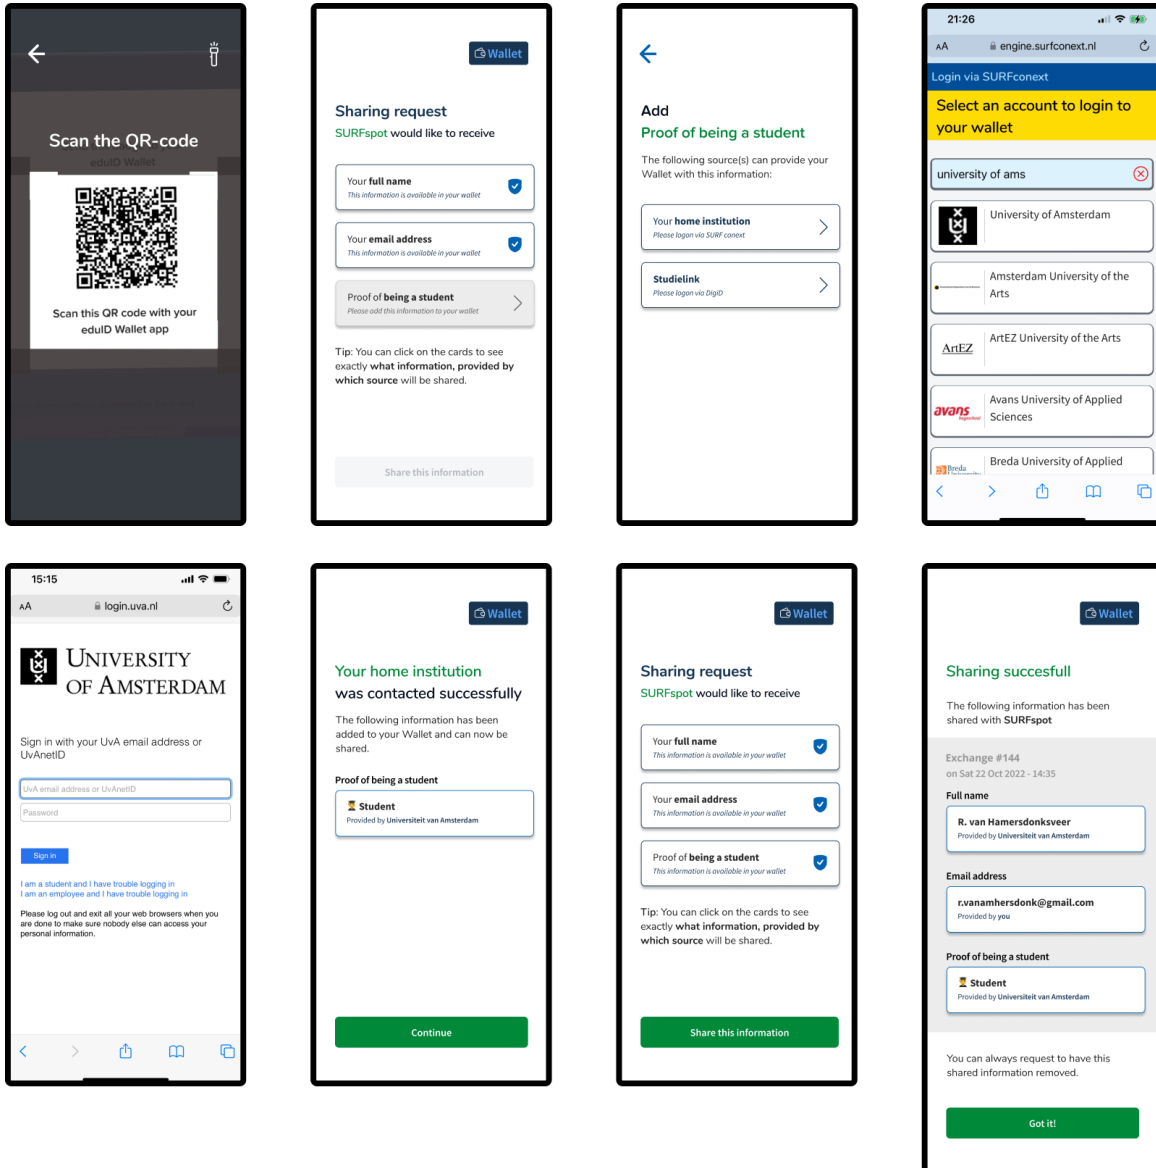 Scan the QR-code
eduID Wallet
Scan this QR code with your
eduID Wallet app
Wallet
Sharing request
SURFspot would like to receive
Your full name
This information is available in your wallet
Your email address
This information is available in your wallet
Proof of being a student
Please add this information to your wallet
Tip: You can click on the cards to see
exactly what information, provided by
which source will be shared.
Share this information
Add
Proof of being a student
The following source(s) can provide your
Wallet with this information:
Your home institution
Please logon via SURF conext
Studielink
Please logon via DigiD
21:26
AA engine.surfconext.nl
Login via SURFconext
Select an account to login to
your wallet
university of ams
University of Amsterdam
Amsterdam University of the
Arts
ArtEZ
ArtEZ University of the Arts
avans
hogeschool
Avans University of Applied
Sciences
Breda
University
Breda University of Applied
15:15
AA login.uva.nl
UNIVERSITY
OF AMSTERDAM
Sign in with your UvA email address or
UvAnetID
UvA email address or UvAnetID
Password
Sign in
I am a student and I have trouble logging in
I am an employee and I have trouble logging in
Please log out and exit all your web browsers when you
are done to make sure nobody else can access your
personal information.
Wallet
Your home institution
was contacted successfully
The following information has been
added to your Wallet and can now be
shared.
Proof of being a student
Student
Provided by Universiteit van Amsterdam
Continue
Wallet
Sharing request
SURFspot would like to receive
Your full name
This information is available in your wallet
Your email address
This information is available in your wallet
Proof of being a student
This information is available in your wallet
Tip: You can click on the cards to see
exactly what information, provided by
which source will be shared.
Share this information
Wallet
Sharing succesfull
The following information has been
shared with SURFspot
Exchange #144
on Sat 22 Oct 2022 - 14:35
Full name
R. van Hamersdonksveer
Provided by Universiteit van Amsterdam
Email address
r.vanamhersdonk@gmail.com
Provided by you
Proof of being a student
Student
Provided by Universiteit van Amsterdam
You can always request to have this
shared information removed.
Got it!